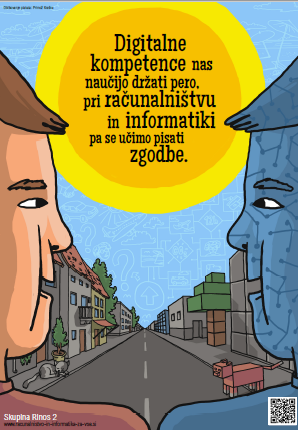 Digitalne
kompetence nas
naučijo držati pero,
pri računalništvu
in informatiki
pa se učimo pisati
zgodbe.
Skupina Rinos 2